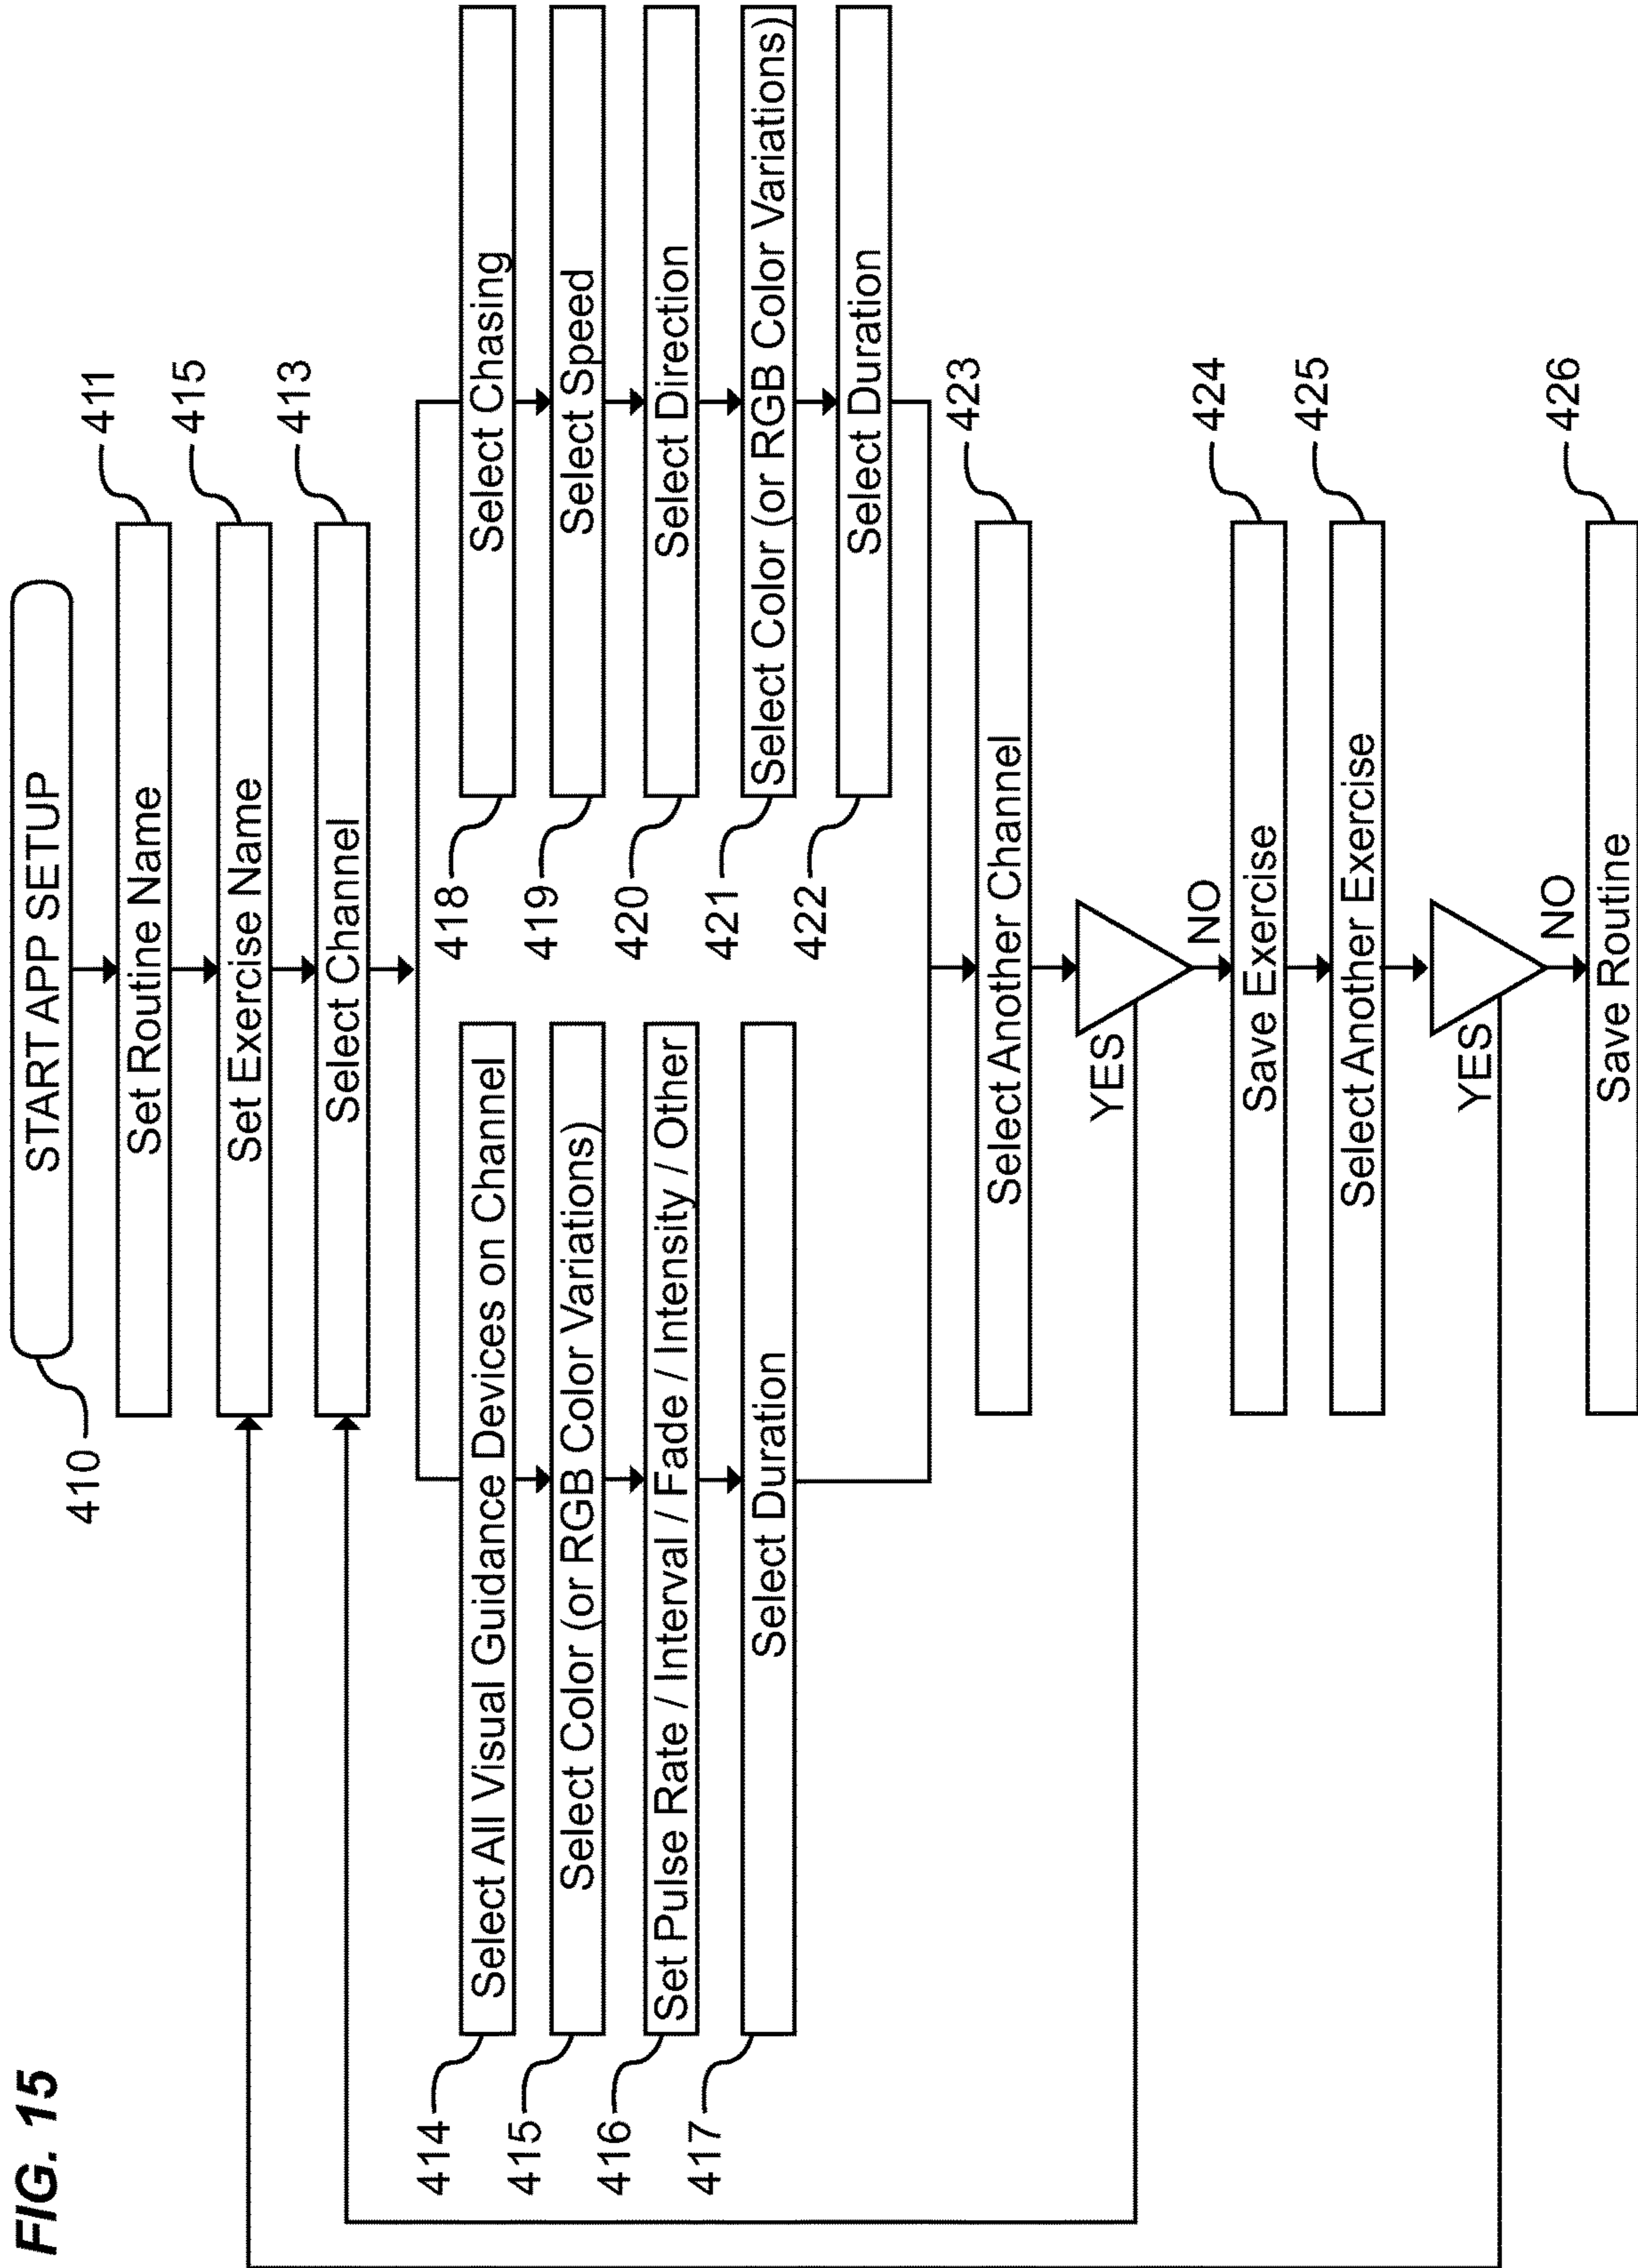 FIG. 15
START APP SETUP
410
Set Routine Name
411
Set Exercise Name
415
Select Channel
413
414
Select All Visual Guidance Devices on Channel
415
Select Color (or RGB Color Variations)
416
Set Pulse Rate / Interval / Fade / Intensity / Other
417
Select Duration
418
Select Chasing
419
Select Speed
420
Select Direction
421
Select Color (or RGB Color Variations)
422
Select Duration
Select Another Channel
423
YES
NO
Save Exercise
424
Select Another Exercise
425
YES
NO
Save Routine
426